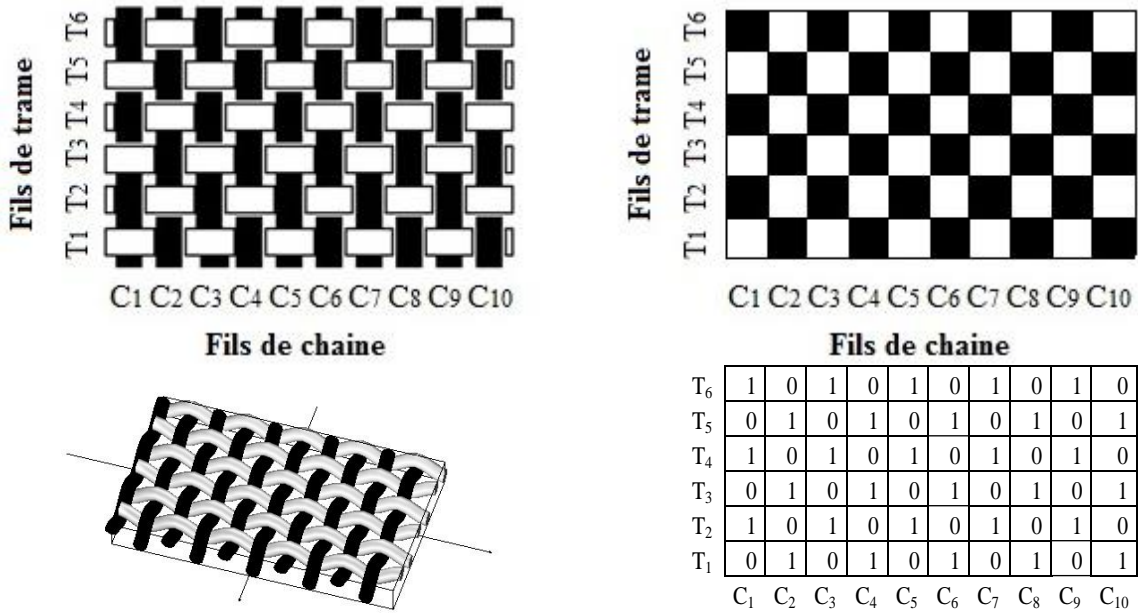 Fils de trame
T6
T5
T4
T3
T2
T1
C1 C2 C3 C4 C5 C6 C7 C8 C9 C10
Fils de chaine
Fils de trame
T6
T5
T4
T3
T2
T1
C1 C2 C3 C4 C5 C6 C7 C8 C9 C10
Fils de chaine
T6 1 0 1 0 1 0 1 0 1 0
T5 0 1 0 1 0 1 0 1 0 1
T4 1 0 1 0 1 0 1 0 1 0
T3 0 1 0 1 0 1 0 1 0 1
T2 1 0 1 0 1 0 1 0 1 0
T1 0 1 0 1 0 1 0 1 0 1
C1 C2 C3 C4 C5 C6 C7 C8 C9 C10